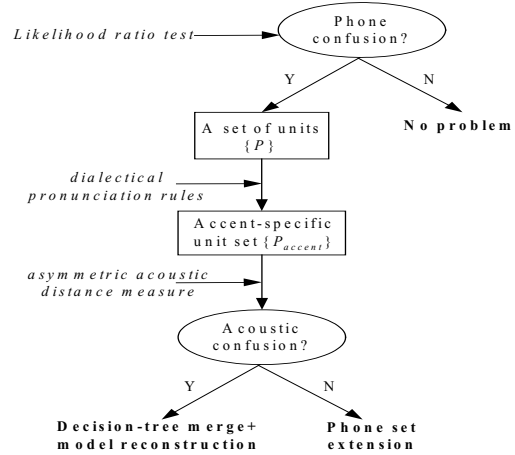 Phone
Likelihood ratio test
confusion?
Y
N
A set of units
{P}
No problem
dialectical
pronunciation rules
Accent-specific
unit set {P_accent}
asymmetric acoustic
distance measure
Acoustic
confusion?
Y
N
Decision-tree merge+
model reconstruction
Phone set
extension